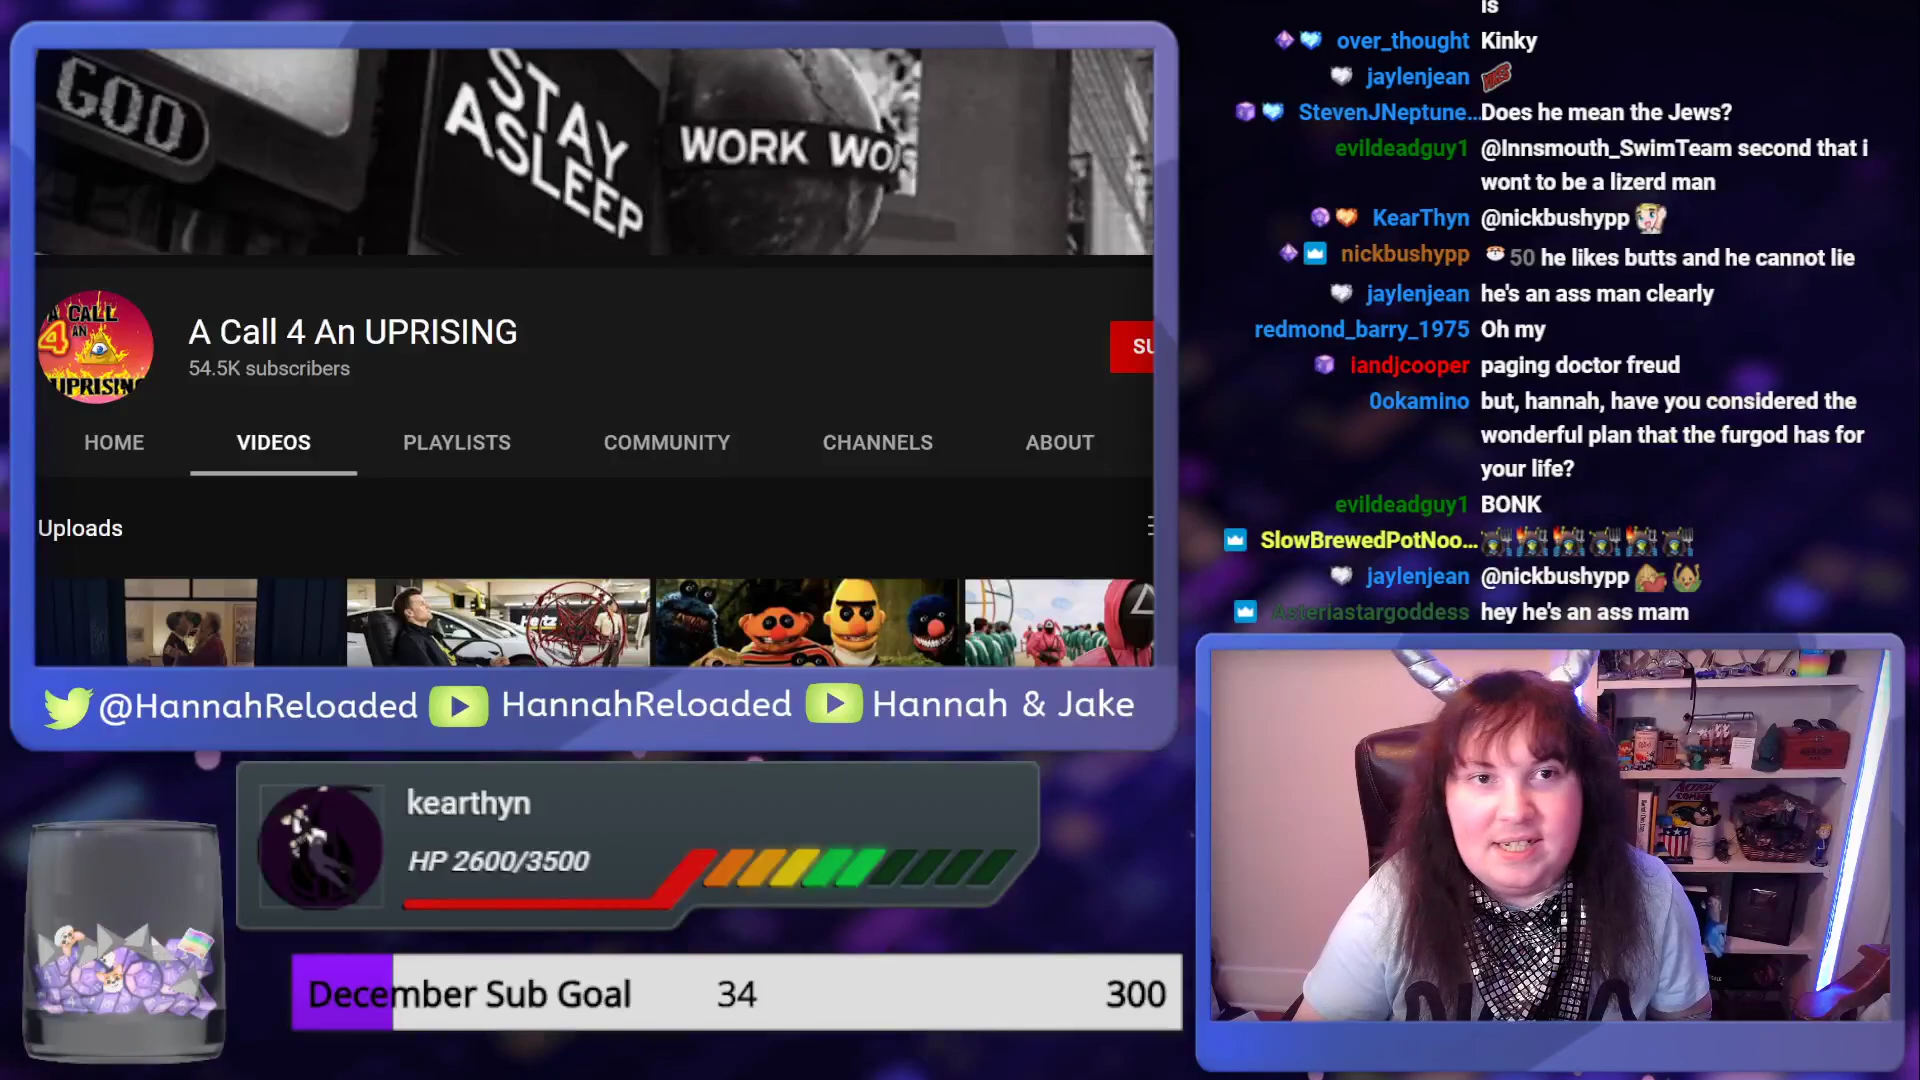 GOD
STAY
ASLEEP
WORK
A CALL
4 AN
UPRISING
A Call 4 An UPRISING
54.5K subscribers
SU
HOME VIDEOS PLAYLISTS COMMUNITY CHANNELS ABOUT
Uploads
Hertz
@HannahReloaded HannahReloaded Hannah & Jake
kearthyn
HP 2600/3500
December Sub Goal 34 300
is
over_thought Kinky
jaylenjean
StevenJNeptune... Does he mean the Jews?
evildeadguy1 @Innsmouth_SwimTeam second that i
wont to be a lizerd man
KearThyn @nickbushypp
nickbushypp 50 he likes butts and he cannot lie
jaylenjean he's an ass man clearly
redmond_barry_1975 Oh my
iandjcooper paging doctor freud
0okamino but, hannah, have you considered the
wonderful plan that the furgod has for
your life?
evildeadguy1 BONK
SlowBrewedPotNoo...
jaylenjean @nickbushypp
Asteriastargoddess hey he's an ass mam
ACTION